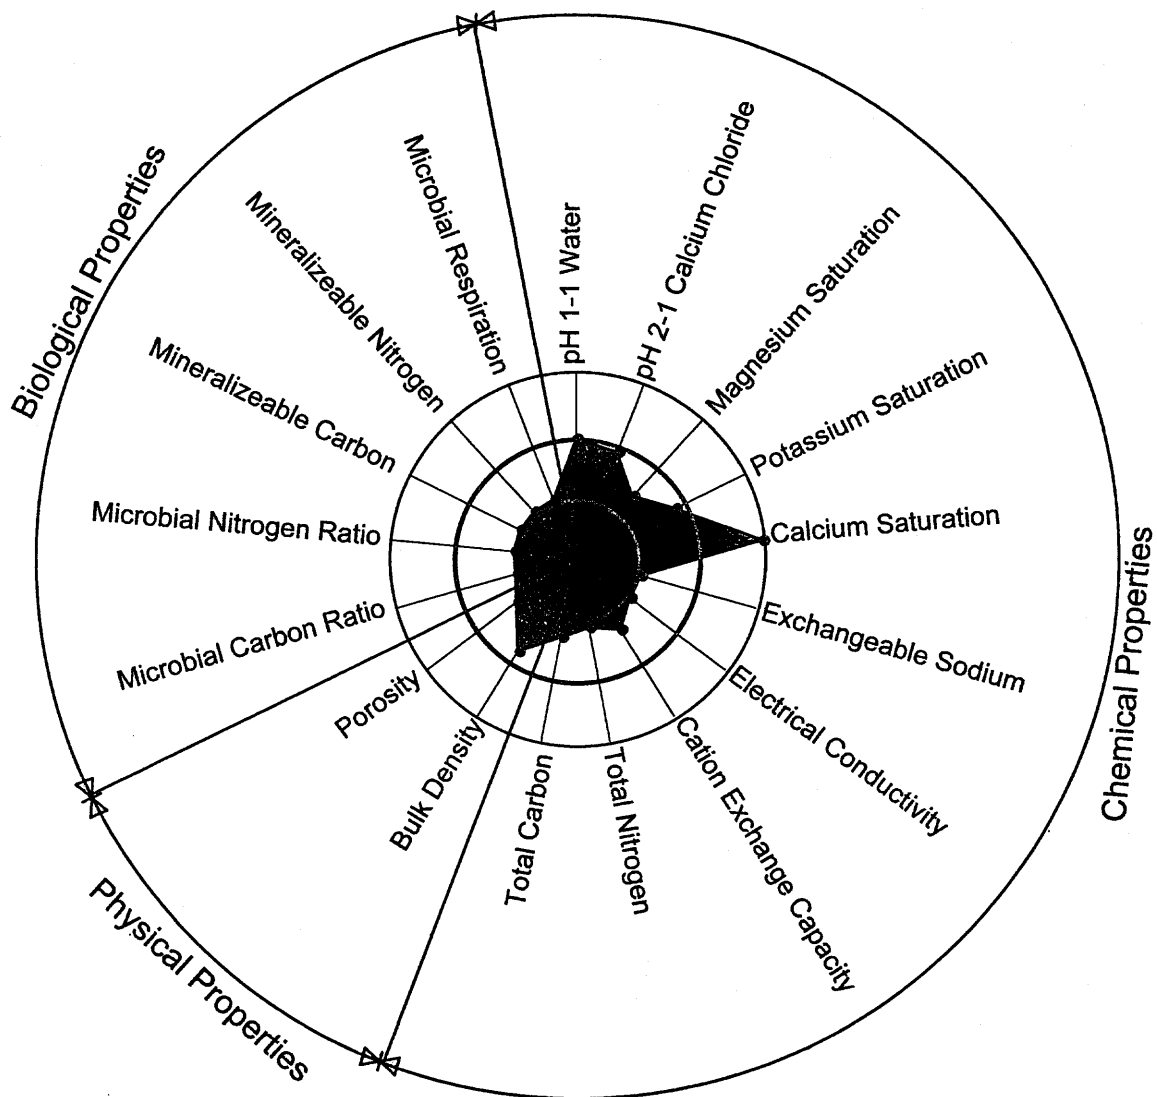 Biological Properties
Chemical Properties
Physical Properties
pH 1-1 Water
pH 2-1 Calcium Chloride
Magnesium Saturation
Potassium Saturation
Calcium Saturation
Exchangeable Sodium
Electrical Conductivity
Cation Exchange Capacity
Total Nitrogen
Total Carbon
Bulk Density
Porosity
Microbial Carbon Ratio
Microbial Nitrogen Ratio
Mineralizeable Carbon
Mineralizeable Nitrogen
Microbial Respiration